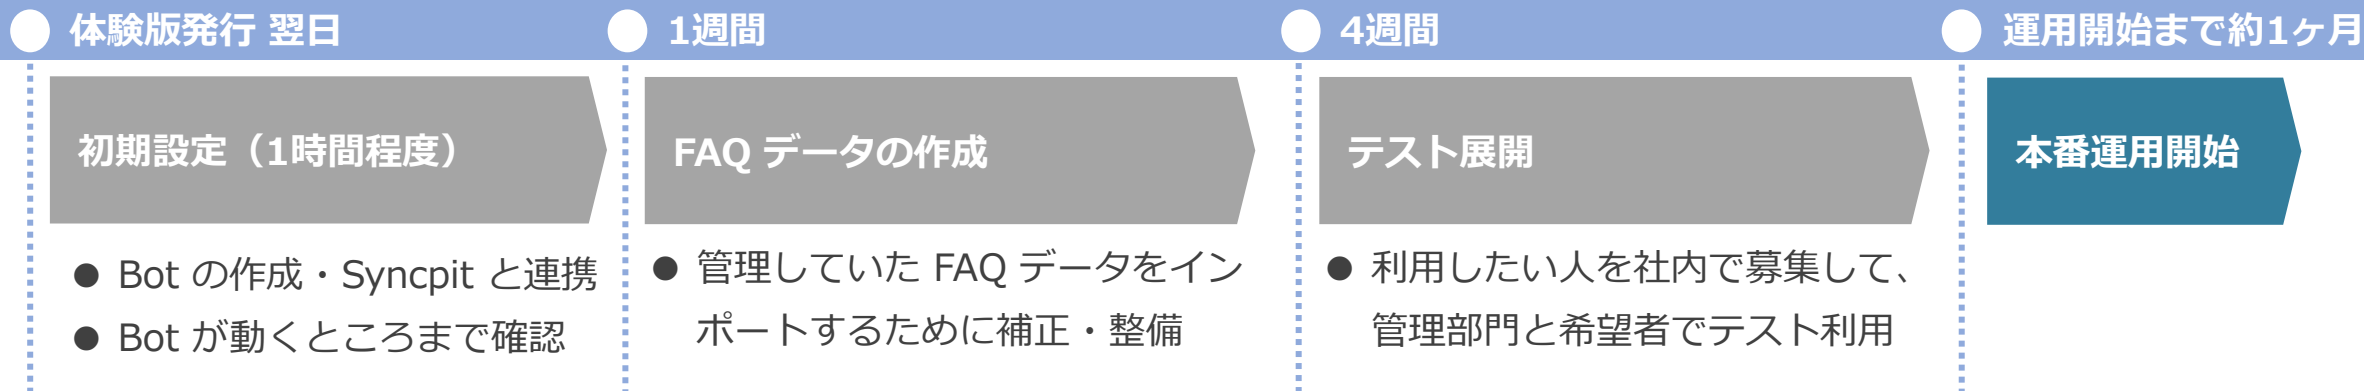 体験版発行 翌日
1週間
4週間
運用開始まで約1ヶ月
初期設定（1時間程度）
FAQ データの作成
テスト展開
本番運用開始
● Bot の作成・Syncpit と連携
● Bot が動くところまで確認
● 管理していた FAQ データをイン
ポートするために補正・整備
● 利用したい人を社内で募集して、
管理部門と希望者でテスト利用